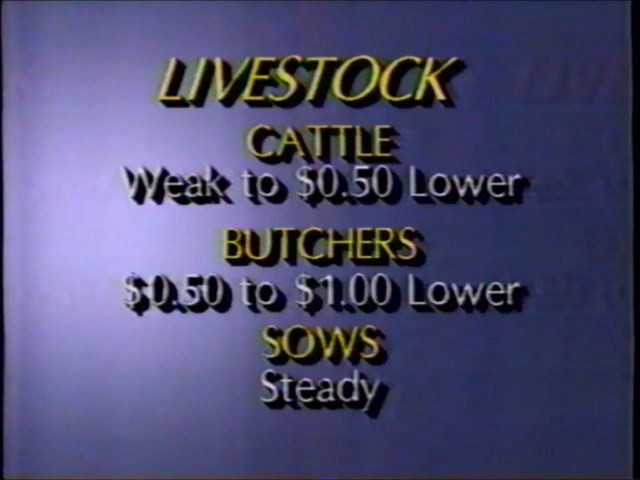 LIVESTOCK
CATTLE
Weak to $0.50 Lower
BUTCHERS
$0.50 to $1.00 Lower
SOWS
Steady